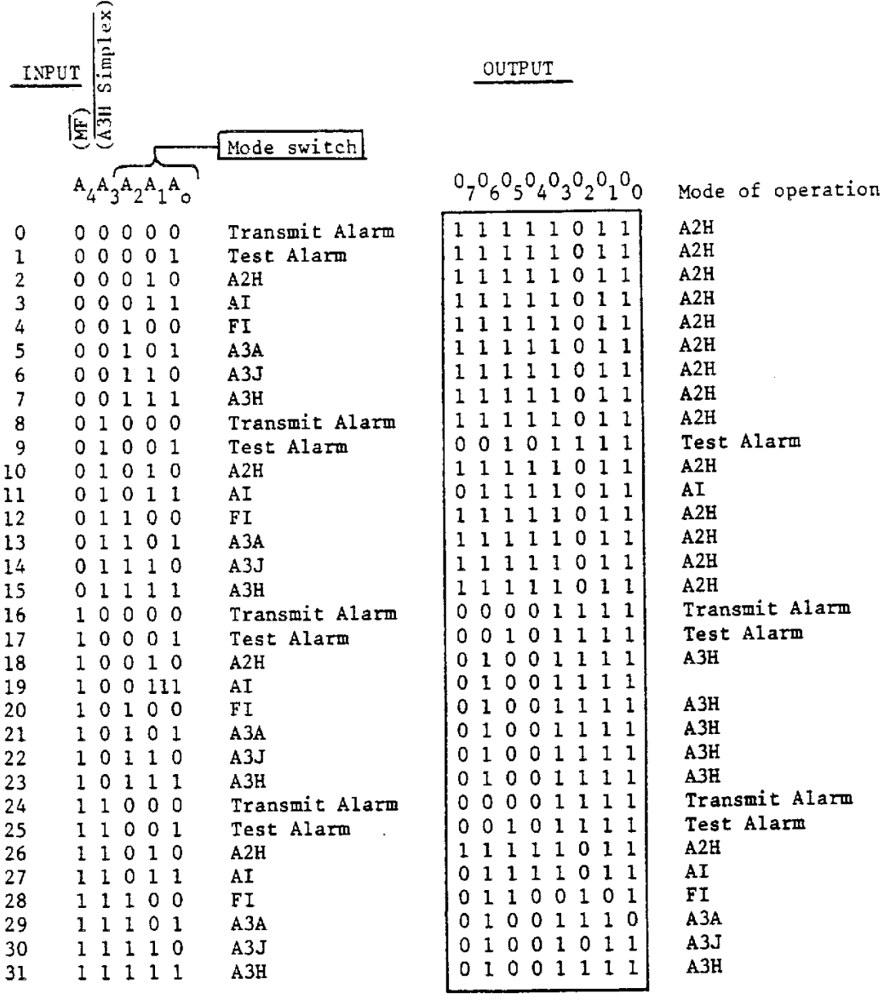 INPUT
(MF)
(A3H Simplex)
OUTPUT
Mode switch
A4A3A2A1Ao
0706050403020100 Mode of operation
0 0 0 0 0 0 Transmit Alarm 1 1 1 1 1 0 1 1 A2H
1 0 0 0 0 1 Test Alarm 1 1 1 1 1 0 1 1 A2H
2 0 0 0 1 0 A2H 1 1 1 1 1 0 1 1 A2H
3 0 0 0 1 1 AI 1 1 1 1 1 0 1 1 A2H
4 0 0 1 0 0 FI 1 1 1 1 1 0 1 1 A2H
5 0 0 1 0 1 A3A 1 1 1 1 1 0 1 1 A2H
6 0 0 1 1 0 A3J 1 1 1 1 1 0 1 1 A2H
7 0 0 1 1 1 A3H 1 1 1 1 1 0 1 1 A2H
8 0 1 0 0 0 Transmit Alarm 1 1 1 1 1 0 1 1 A2H
9 0 1 0 0 1 Test Alarm 0 0 1 0 1 1 1 1 Test Alarm
10 0 1 0 1 0 A2H 1 1 1 1 1 0 1 1 A2H
11 0 1 0 1 1 AI 0 1 1 1 1 0 1 1 AI
12 0 1 1 0 0 FI 1 1 1 1 1 0 1 1 A2H
13 0 1 1 0 1 A3A 1 1 1 1 1 0 1 1 A2H
14 0 1 1 1 0 A3J 1 1 1 1 1 0 1 1 A2H
15 0 1 1 1 1 A3H 1 1 1 1 1 0 1 1 A2H
16 1 0 0 0 0 Transmit Alarm 0 0 0 0 1 1 1 1 Transmit Alarm
17 1 0 0 0 1 Test Alarm 0 0 1 0 1 1 1 1 Test Alarm
18 1 0 0 1 0 A2H 0 1 0 0 1 1 1 1 A3H
19 1 0 0 111 AI 0 1 0 0 1 1 1 1
20 1 0 1 0 0 FI 0 1 0 0 1 1 1 1 A3H
21 1 0 1 0 1 A3A 0 1 0 0 1 1 1 1 A3H
22 1 0 1 1 0 A3J 0 1 0 0 1 1 1 1 A3H
23 1 0 1 1 1 A3H 0 1 0 0 1 1 1 1 A3H
24 1 1 0 0 0 Transmit Alarm 0 0 0 0 1 1 1 1 Transmit Alarm
25 1 1 0 0 1 Test Alarm 0 0 1 0 1 1 1 1 Test Alarm
26 1 1 0 1 0 A2H 1 1 1 1 1 0 1 1 A2H
27 1 1 0 1 1 AI 0 1 1 1 1 0 1 1 AI
28 1 1 1 0 0 FI 0 1 1 0 0 1 0 1 FI
29 1 1 1 0 1 A3A 0 1 0 0 1 1 1 0 A3A
30 1 1 1 1 0 A3J 0 1 0 0 1 0 1 1 A3J
31 1 1 1 1 1 A3H 0 1 0 0 1 1 1 1 A3H